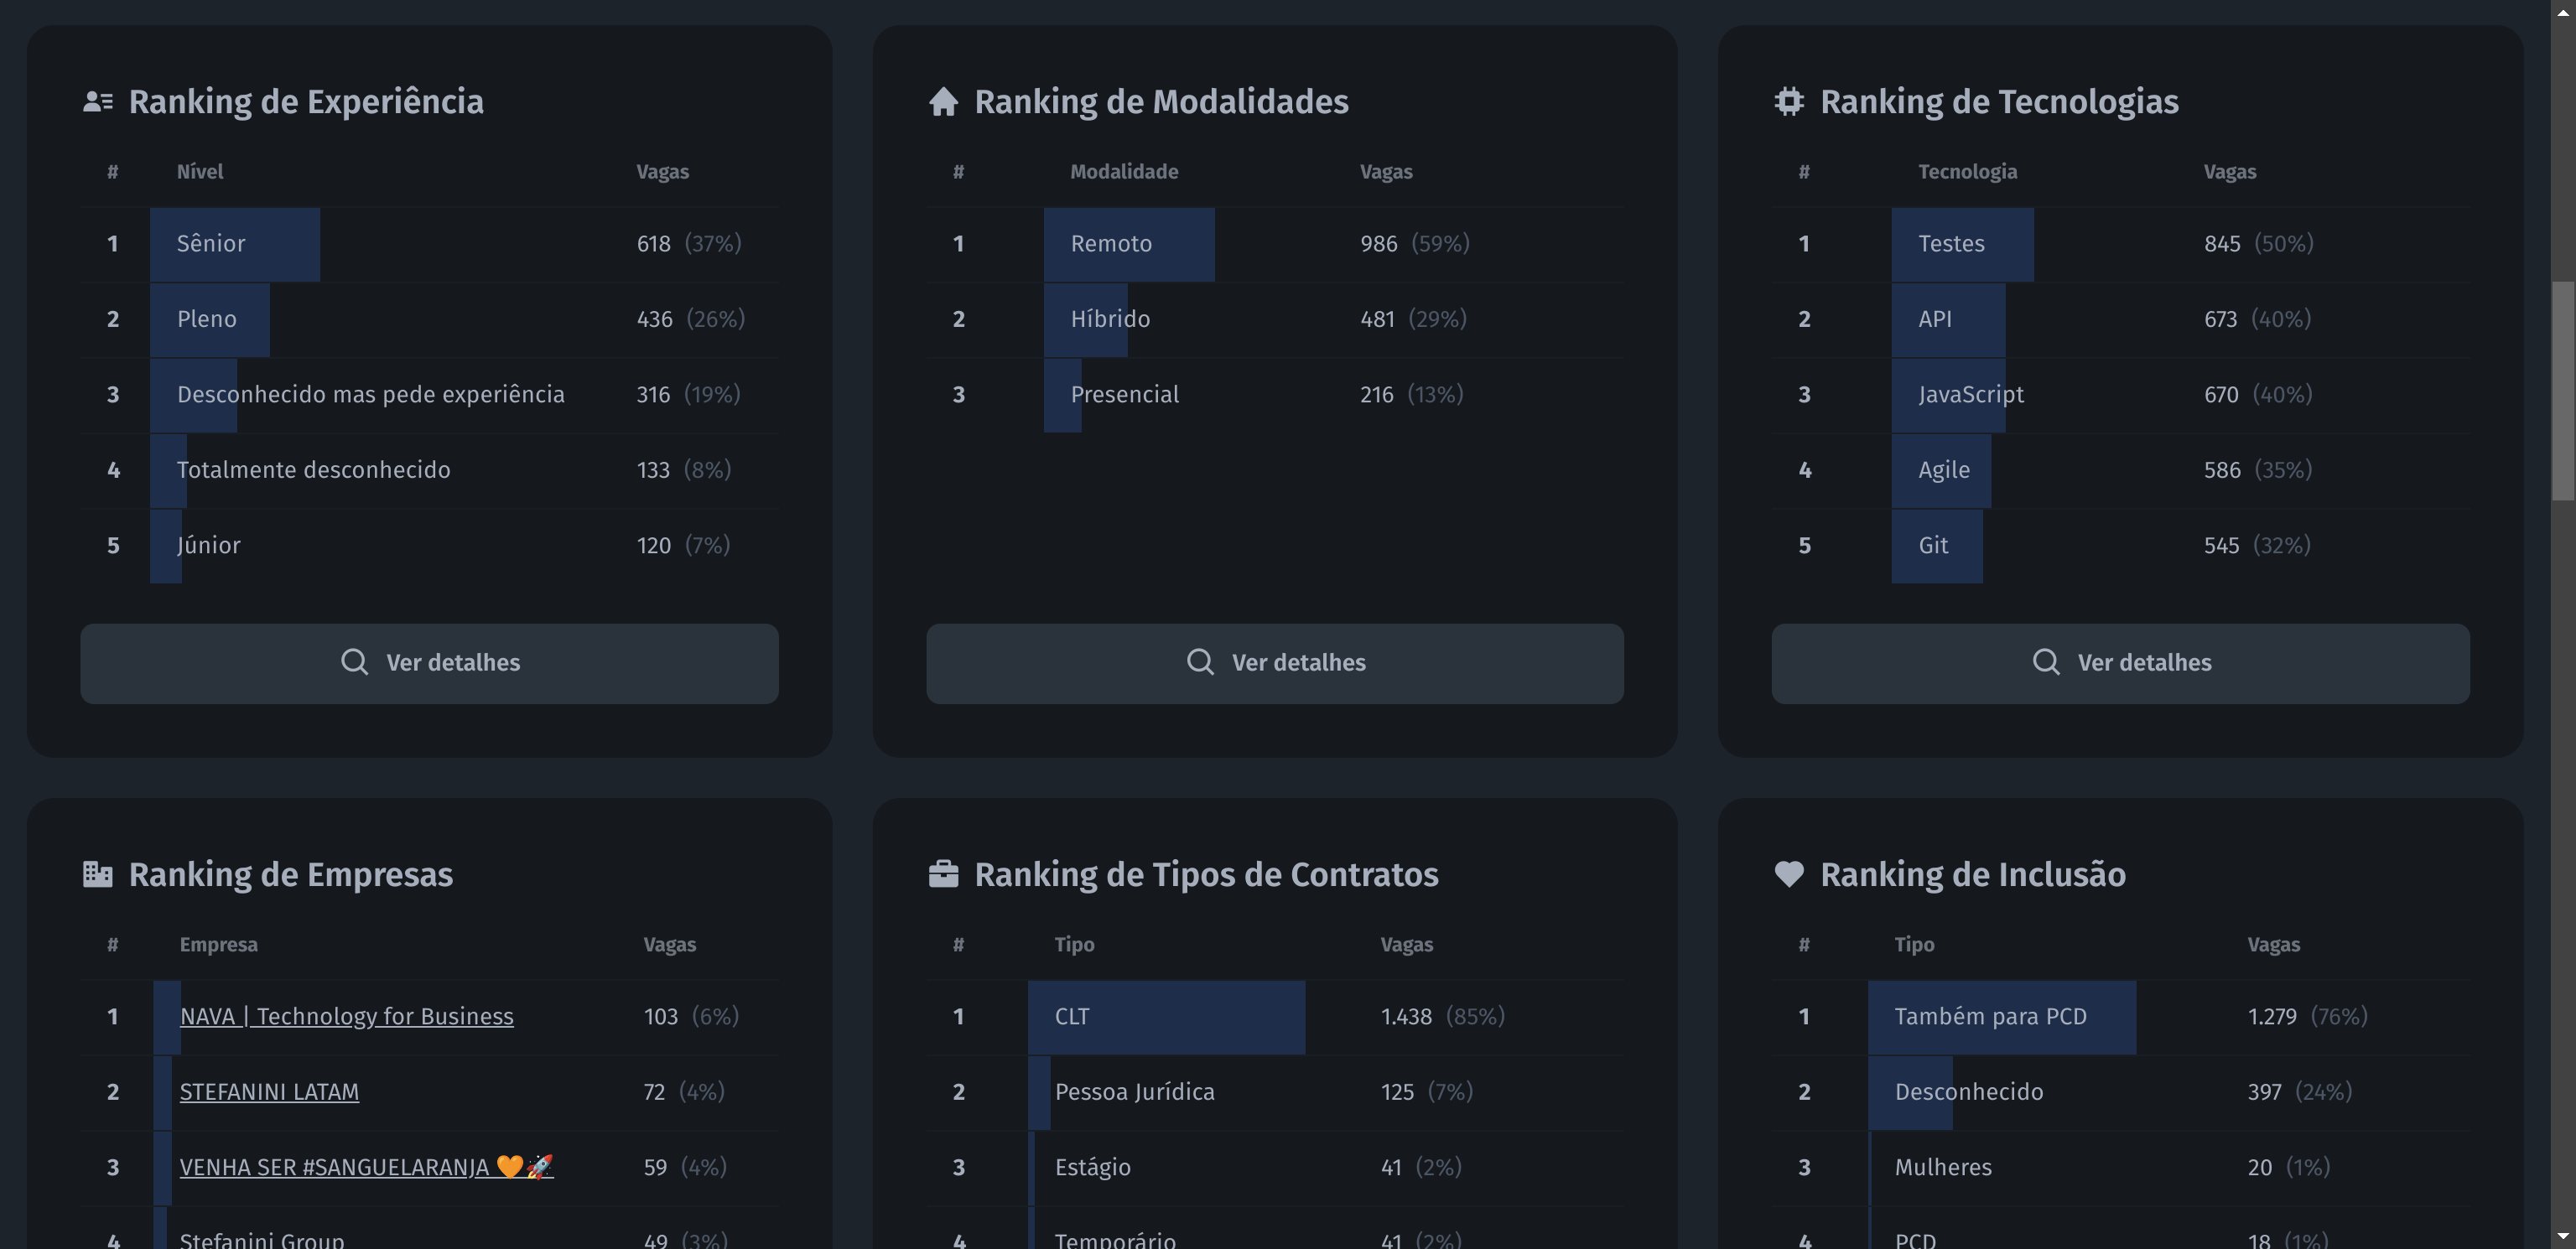 Ranking de Experiência
# Nível Vagas
1 Sênior 618 (37%)
2 Pleno 436 (26%)
3 Desconhecido mas pede experiência 316 (19%)
4 Totalmente desconhecido 133 (8%)
5 Júnior 120 (7%)
Ver detalhes
Ranking de Modalidades
# Modalidade Vagas
1 Remoto 986 (59%)
2 Híbrido 481 (29%)
3 Presencial 216 (13%)
Ver detalhes
Ranking de Tecnologias
# Tecnologia Vagas
1 Testes 845 (50%)
2 API 673 (40%)
3 JavaScript 670 (40%)
4 Agile 586 (35%)
5 Git 545 (32%)
Ver detalhes
Ranking de Empresas
# Empresa Vagas
1 NAVA | Technology for Business 103 (6%)
2 STEFANINI LATAM 72 (4%)
3 VENHA SER #SANGUELARANJA 🧡🚀 59 (4%)
4 Stefanini Group 49 (3%)
Ranking de Tipos de Contratos
# Tipo Vagas
1 CLT 1.438 (85%)
2 Pessoa Jurídica 125 (7%)
3 Estágio 41 (2%)
4 Temporário 41 (2%)
Ranking de Inclusão
# Tipo Vagas
1 Também para PCD 1.279 (76%)
2 Desconhecido 397 (24%)
3 Mulheres 20 (1%)
4 PCD 18 (1%)